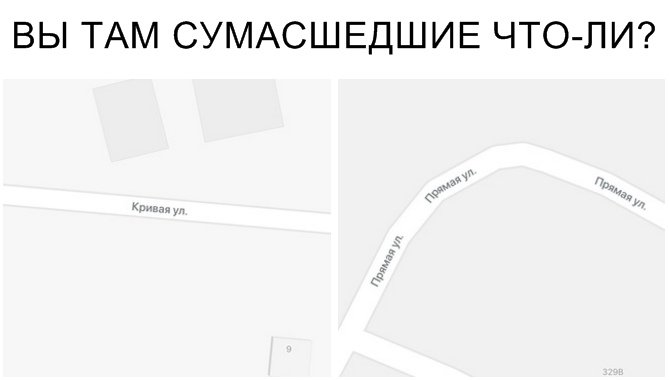 ВЫ ТАМ СУМАСШЕДШИЕ ЧТО-ЛИ?
Кривая ул.
9
Прямая ул.
Прямая ул.
Прямая ул.
329В